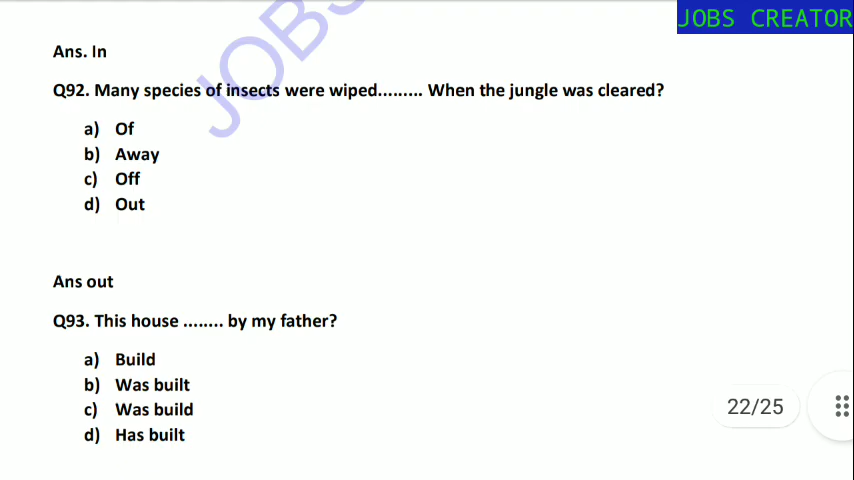 JOBS CREATOR
JOBS
Ans. In
Q92. Many species of insects were wiped......... When the jungle was cleared?
a) Of
b) Away
c) Off
d) Out
Ans out
Q93. This house ........ by my father?
a) Build
b) Was built
c) Was build
d) Has built
22/25